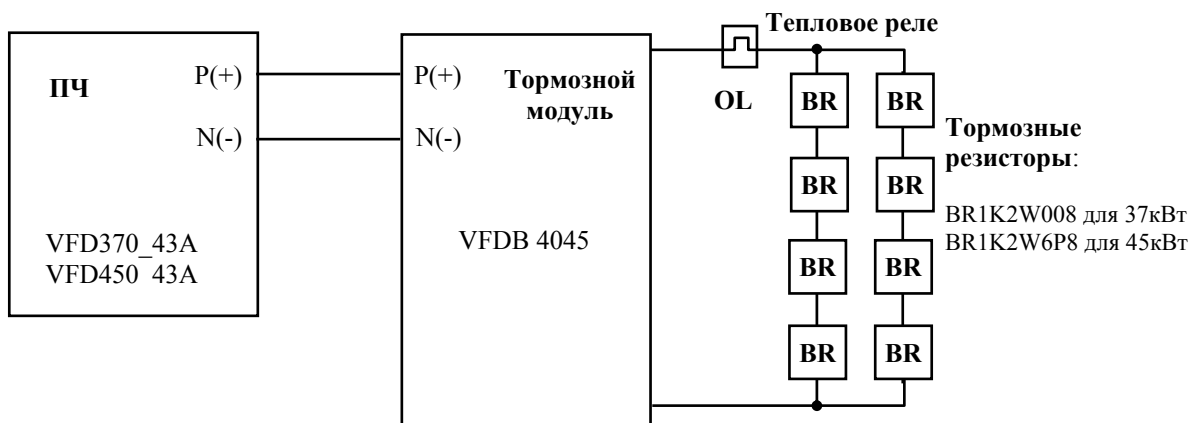 Тепловое реле
ПЧ
P(+)
N(-)
VFD370_43A
VFD450_43A
P(+)
N(-)
Тормозной
модуль
VFDB 4045
OL
BR
BR
BR
BR
BR
BR
BR
BR
Тормозные
резисторы:
BR1K2W008 для 37кВт
BR1K2W6P8 для 45кВт